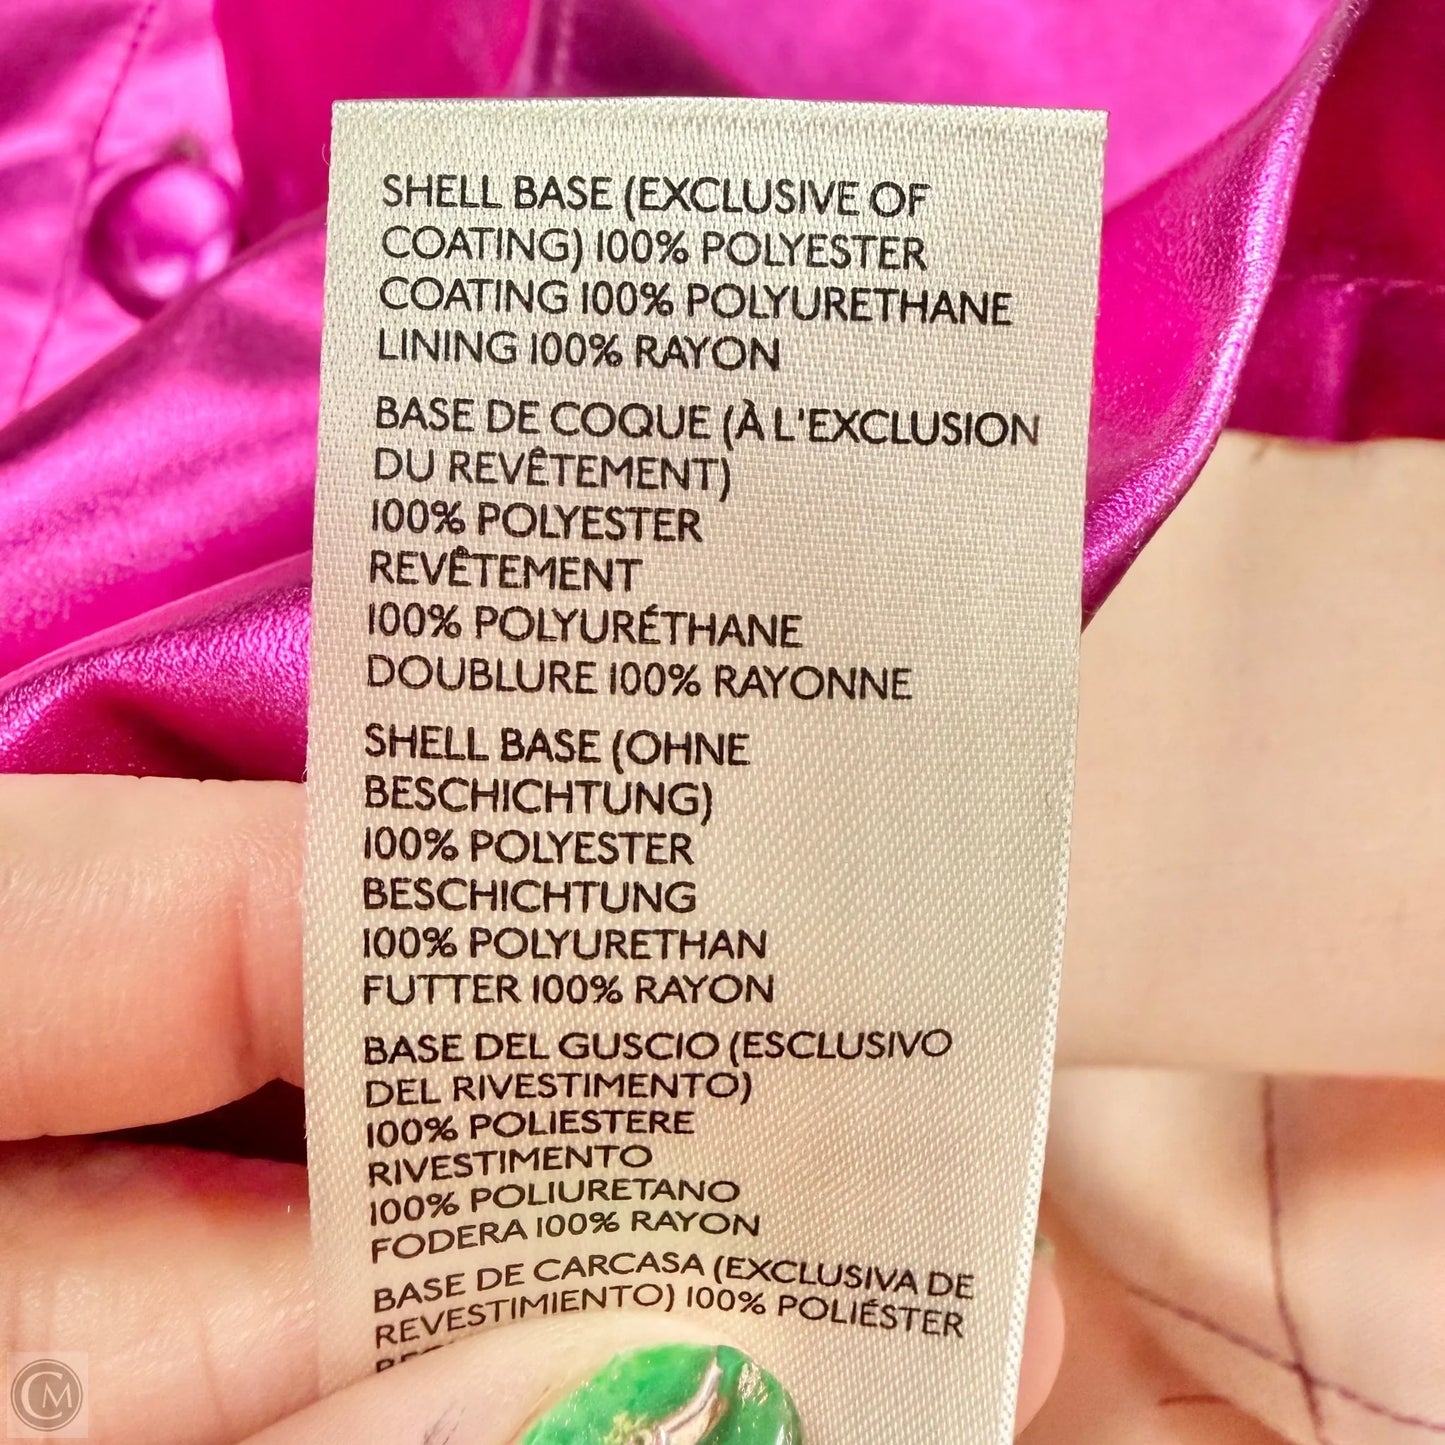 SHELL BASE (EXCLUSIVE OF
COATING) 100% POLYESTER
COATING 100% POLYURETHANE
LINING 100% RAYON
BASE DE COQUE (À L'EXCLUSION
DU REVÊTEMENT)
100% POLYESTER
REVÊTEMENT
100% POLYURÉTHANE
DOUBLURE 100% RAYONNE
SHELL BASE (OHNE
BESCHICHTUNG)
100% POLYESTER
BESCHICHTUNG
100% POLYURETHAN
FUTTER 100% RAYON
BASE DEL GUSCIO (ESCLUSIVO
DEL RIVESTIMENTO)
100% POLIESTERE
RIVESTIMENTO
100% POLIURETANO
FODERA 100% RAYON
BASE DE CARCASA (EXCLUSIVA DE
REVESTIMIENTO) 100% POLIÉSTER
CM